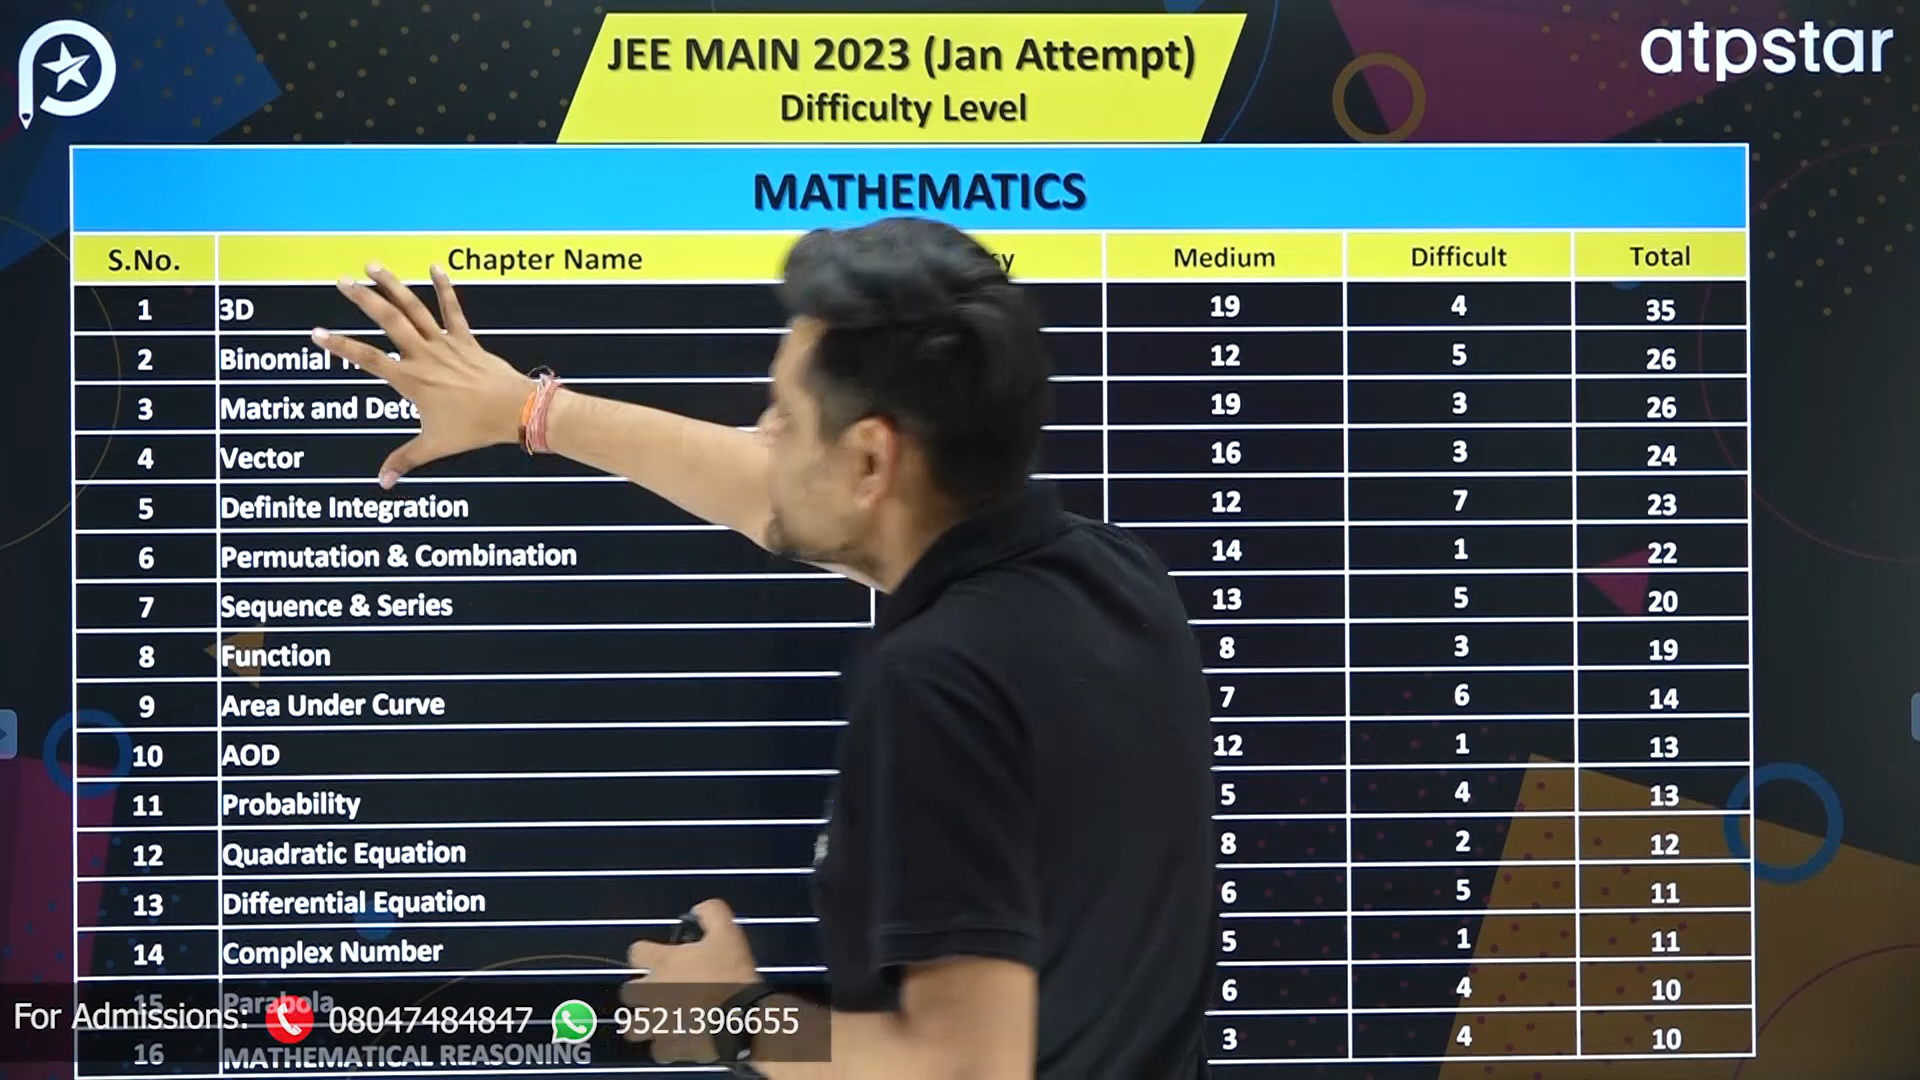 JEE MAIN 2023 (Jan Attempt)
Difficulty Level
atpstar
MATHEMATICS
S.No. Chapter Name Medium Difficult Total
1 3D 19 4 35
2 Binomial 12 5 26
3 Matrix and 19 3 26
4 Vector 16 3 24
5 Definite Integration 12 7 23
6 Permutation & Combination 14 1 22
7 Sequence & Series 13 5 20
8 Function 8 3 19
9 Area Under Curve 7 6 14
10 AOD 12 1 13
11 Probability 5 4 13
12 Quadratic Equation 8 2 12
13 Differential Equation 6 5 11
14 Complex Number 5 1 11
15 Parabola 6 4 10
For Admissions: 08047484847 9521396655
16 MATHEMATICAL REASONING 3 4 10